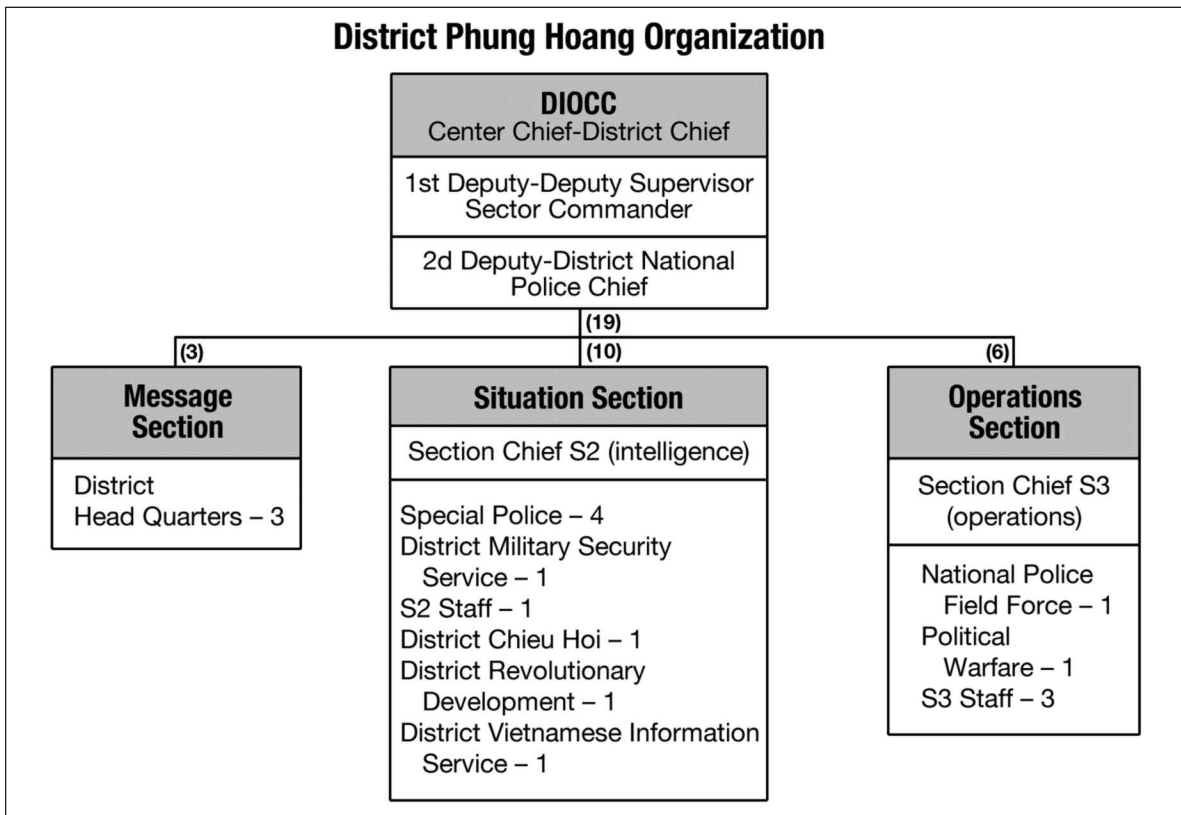 District Phung Hoang Organization
DIOCC
Center Chief-District Chief
1st Deputy-Deputy Supervisor
Sector Commander
2d Deputy-District National
Police Chief
(19)
(3)
(10)
(6)
Message
Section
District
Head Quarters – 3
Situation Section
Section Chief S2 (intelligence)
Special Police – 4
District Military Security
Service – 1
S2 Staff – 1
District Chieu Hoi – 1
District Revolutionary
Development – 1
District Vietnamese Information
Service – 1
Operations
Section
Section Chief S3
(operations)
National Police
Field Force – 1
Political
Warfare – 1
S3 Staff – 3